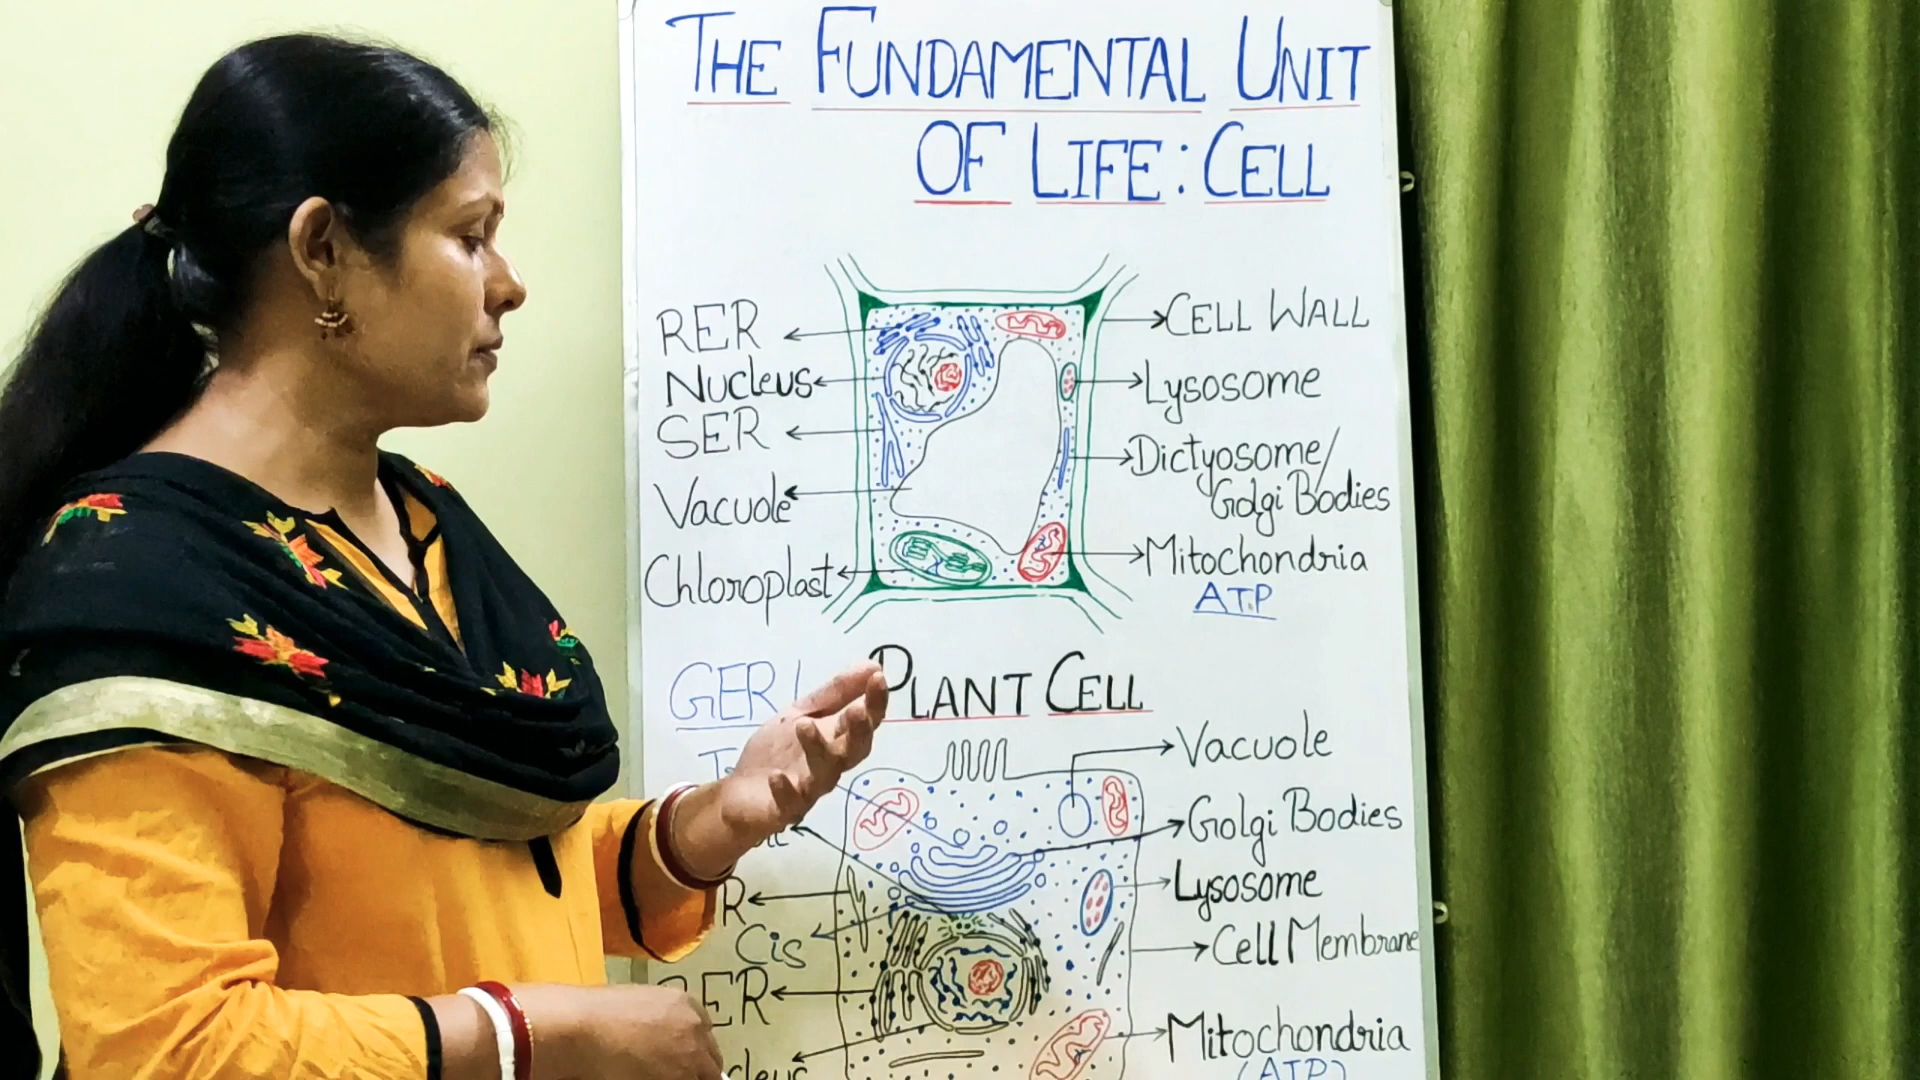 THE FUNDAMENTAL UNIT
OF LIFE : CELL
RER
Nucleus
SER
Vacuole
Chloroplast
CELL WALL
Lysosome
Dictyosome/
Golgi Bodies
Mitochondria
ATP
GER
PLANT CELL
Vacuole
Golgi Bodies
Lysosome
Cis
Cell Membrane
Mitochondria
(ATP)